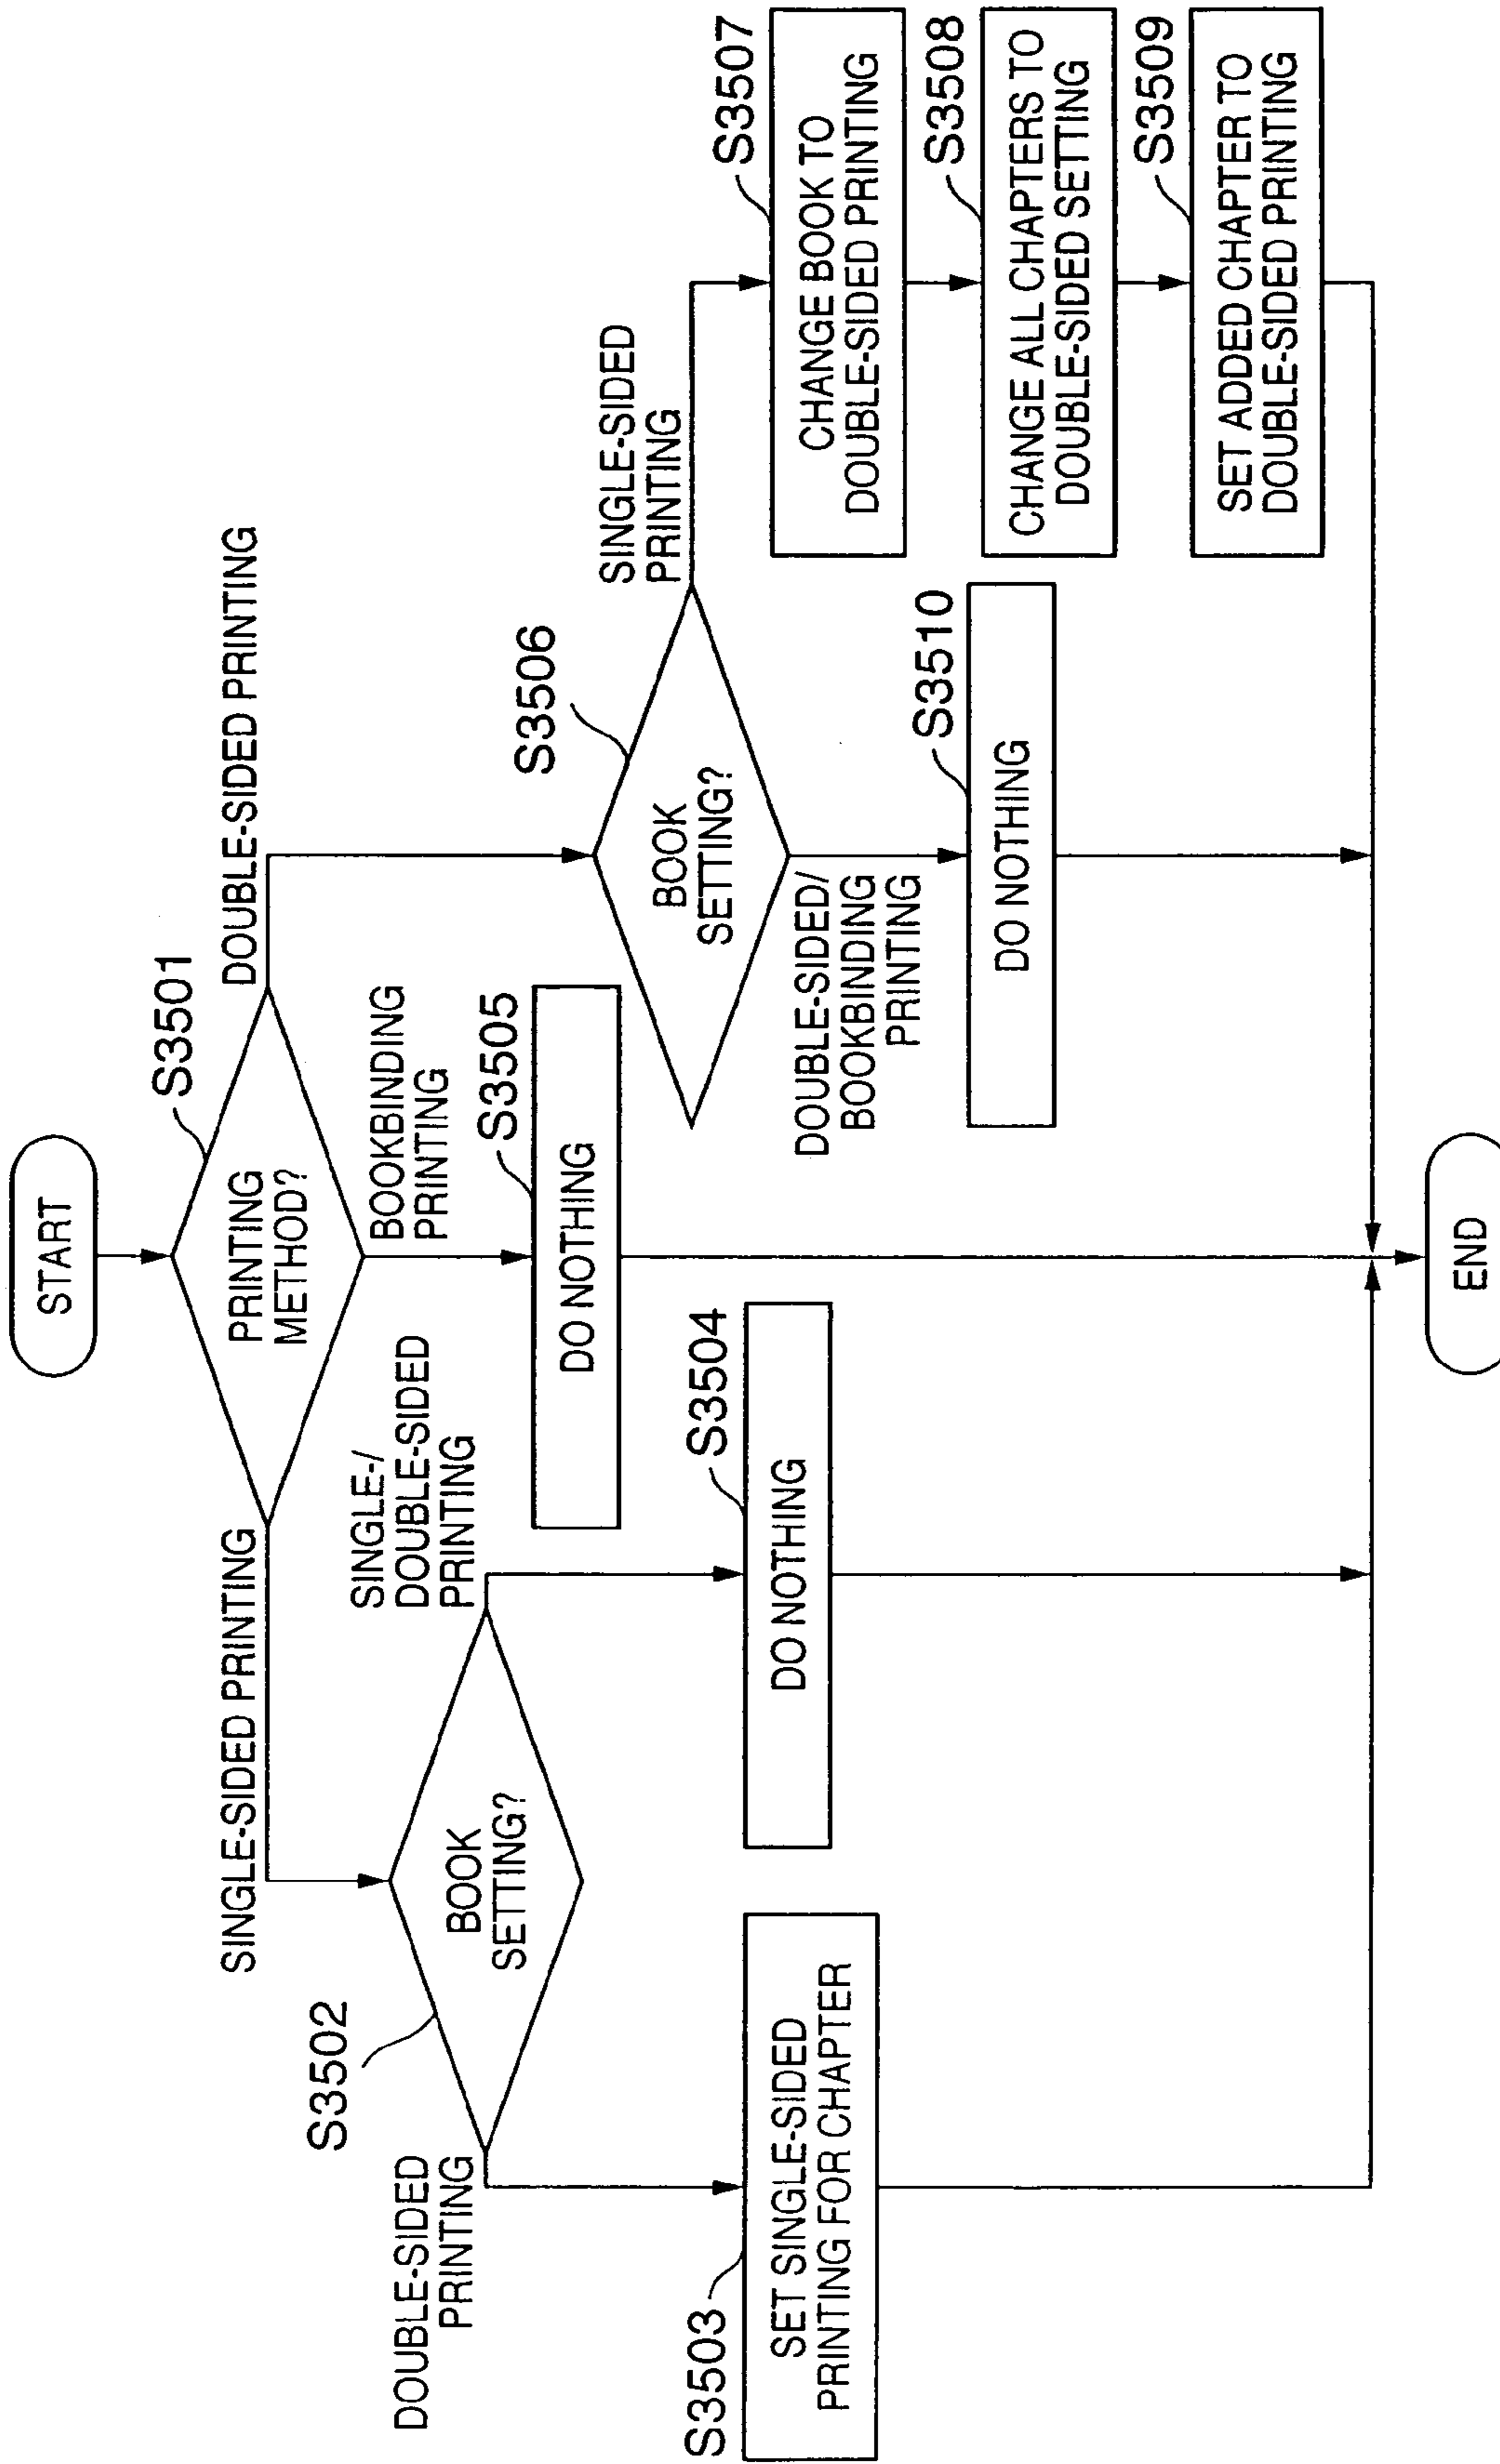 START
S3501
PRINTING
METHOD?
SINGLE-SIDED PRINTING
DOUBLE-SIDED PRINTING
BOOKBINDING
PRINTING
S3502
BOOK
SETTING?
DOUBLE-SIDED
PRINTING
SINGLE-/
DOUBLE-SIDED
PRINTING
S3503
SET SINGLE-SIDED
PRINTING FOR CHAPTER
S3504
DO NOTHING
S3505
DO NOTHING
S3506
BOOK
SETTING?
SINGLE-SIDED
PRINTING
DOUBLE-SIDED/
BOOKBINDING
PRINTING
S3510
DO NOTHING
S3507
CHANGE BOOK TO
DOUBLE-SIDED PRINTING
S3508
CHANGE ALL CHAPTERS TO
DOUBLE-SIDED SETTING
S3509
SET ADDED CHAPTER TO
DOUBLE-SIDED PRINTING
END